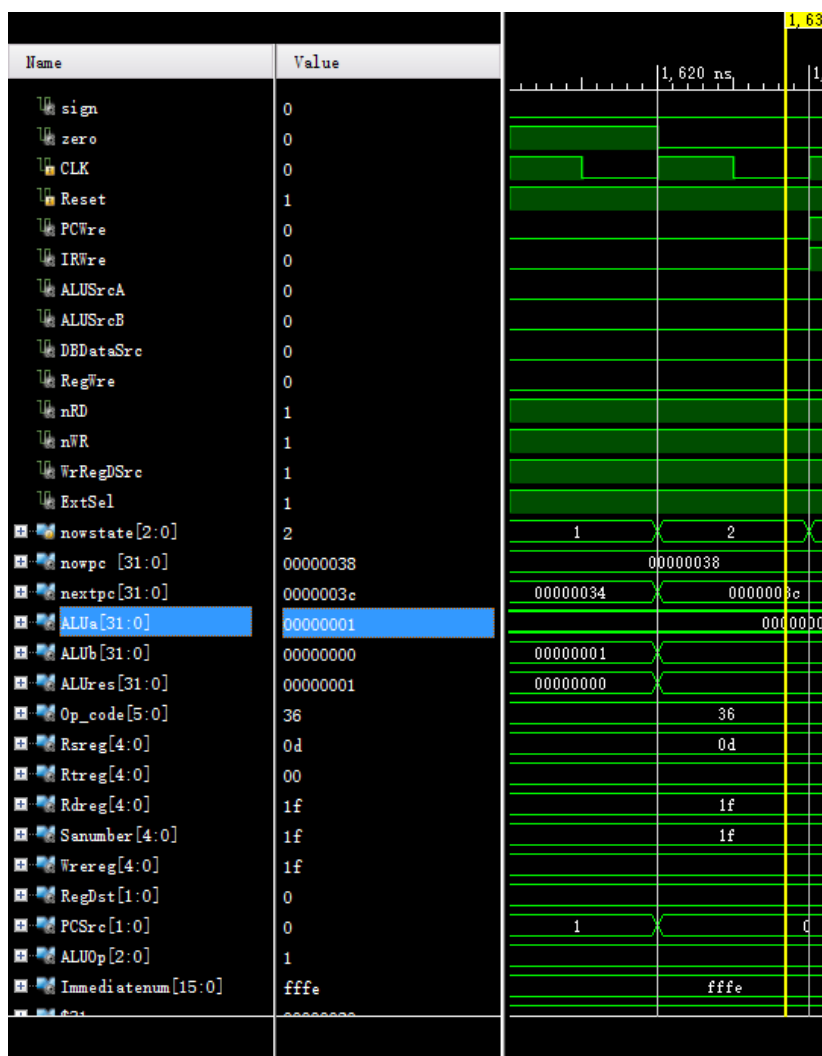 1, 63
Name Value
1, 620 ns 1,
sign 0
zero 0
CLK 0
Reset 1
PCWre 0
IRWre 0
ALUSrcA 0
ALUSrcB 0
DBDataSrc 0
RegWre 0
nRD 1
nWR 1
WrRegDSrc 1
ExtSel 1
nowstate[2:0] 2 1 2
nowpc [31:0] 00000038 00000038
nextpc[31:0] 0000003c 00000034 0000003c
ALUa[31:0] 00000001 0000000
ALUb[31:0] 00000000 00000001
ALUres[31:0] 00000001 00000000
Op_code[5:0] 36 36
Rsreg[4:0] 0d 0d
Rtreg[4:0] 00
Rdreg[4:0] 1f 1f
Sanumber[4:0] 1f 1f
Wrereg[4:0] 1f
RegDst[1:0] 0
PCSrc[1:0] 0 1 0
ALUOp[2:0] 1
Immediatenum[15:0] fffe fffe